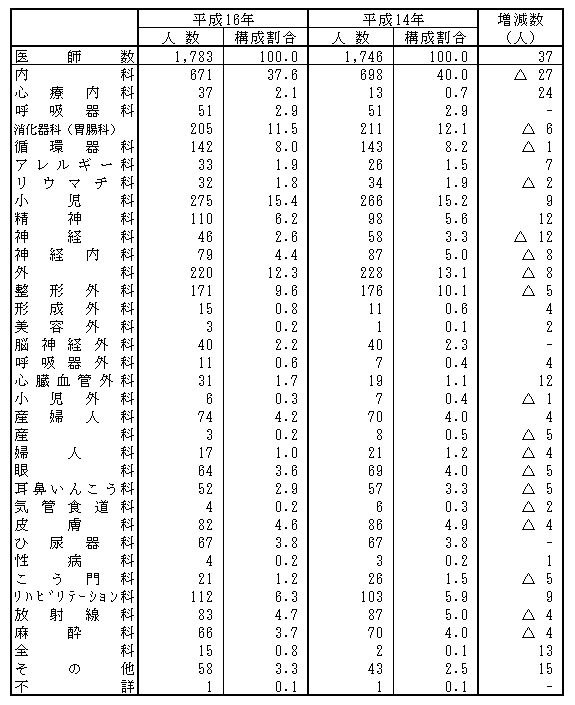 平成16年 平成14年 増減数
人 数 構成割合 人 数 構成割合 （人）
医師数 1,783 100.0 1,746 100.0 37
内科 671 37.6 698 40.0 △ 27
心療内科 37 2.1 13 0.7 24
呼吸器科 51 2.9 51 2.9 -
消化器科（胃腸科） 205 11.5 211 12.1 △ 6
循環器科 142 8.0 143 8.2 △ 1
アレルギー科 33 1.9 26 1.5 7
リウマチ科 32 1.8 34 1.9 △ 2
小児科 275 15.4 266 15.2 9
精神科 110 6.2 98 5.6 12
神経科 46 2.6 58 3.3 △ 12
神経内科 79 4.4 87 5.0 △ 8
外科 220 12.3 228 13.1 △ 8
整形外科 171 9.6 176 10.1 △ 5
形成外科 15 0.8 11 0.6 4
美容外科 3 0.2 1 0.1 2
脳神経外科 40 2.2 40 2.3 -
呼吸器外科 11 0.6 7 0.4 4
心臓血管外科 31 1.7 19 1.1 12
小児外科 6 0.3 7 0.4 △ 1
産婦人科 74 4.2 70 4.0 4
産科 3 0.2 8 0.5 △ 5
婦人科 17 1.0 21 1.2 △ 4
眼科 64 3.6 69 4.0 △ 5
耳鼻いんこう科 52 2.9 57 3.3 △ 5
気管食道科 4 0.2 6 0.3 △ 2
皮膚科 82 4.6 86 4.9 △ 4
ひ尿器科 67 3.8 67 3.8 -
性病科 4 0.2 3 0.2 1
こう門科 21 1.2 26 1.5 △ 5
ﾘﾊﾋﾞﾘﾃｰｼｮﾝ科 112 6.3 103 5.9 9
放射線科 83 4.7 87 5.0 △ 4
麻酔科 66 3.7 70 4.0 △ 4
全科 15 0.8 2 0.1 13
その他 58 3.3 43 2.5 15
不詳 1 0.1 1 0.1 -